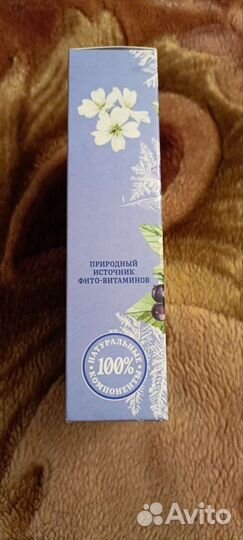 ПРИРОДНЫЙ
ИСТОЧНИК
ФИТО-ВИТАМИНОВ
НАТУРАЛЬНЫЕ
100%
КОМПОНЕНТЫ
Avito